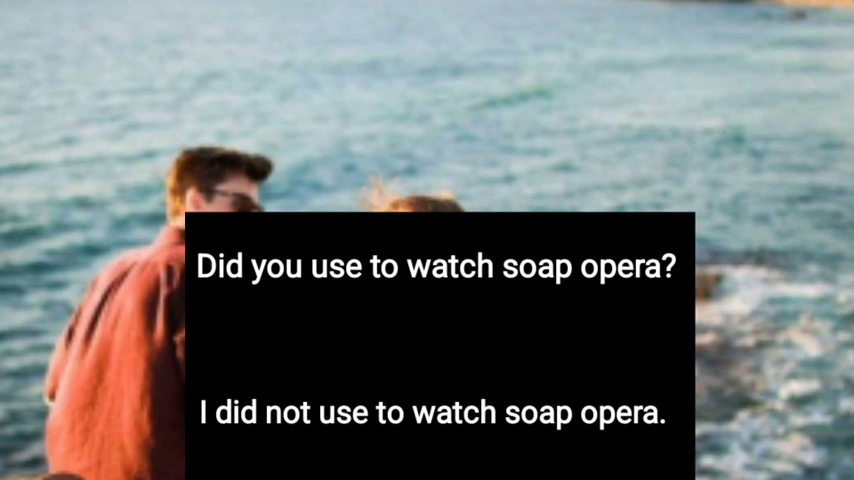 Did you use to watch soap opera?
I did not use to watch soap opera.